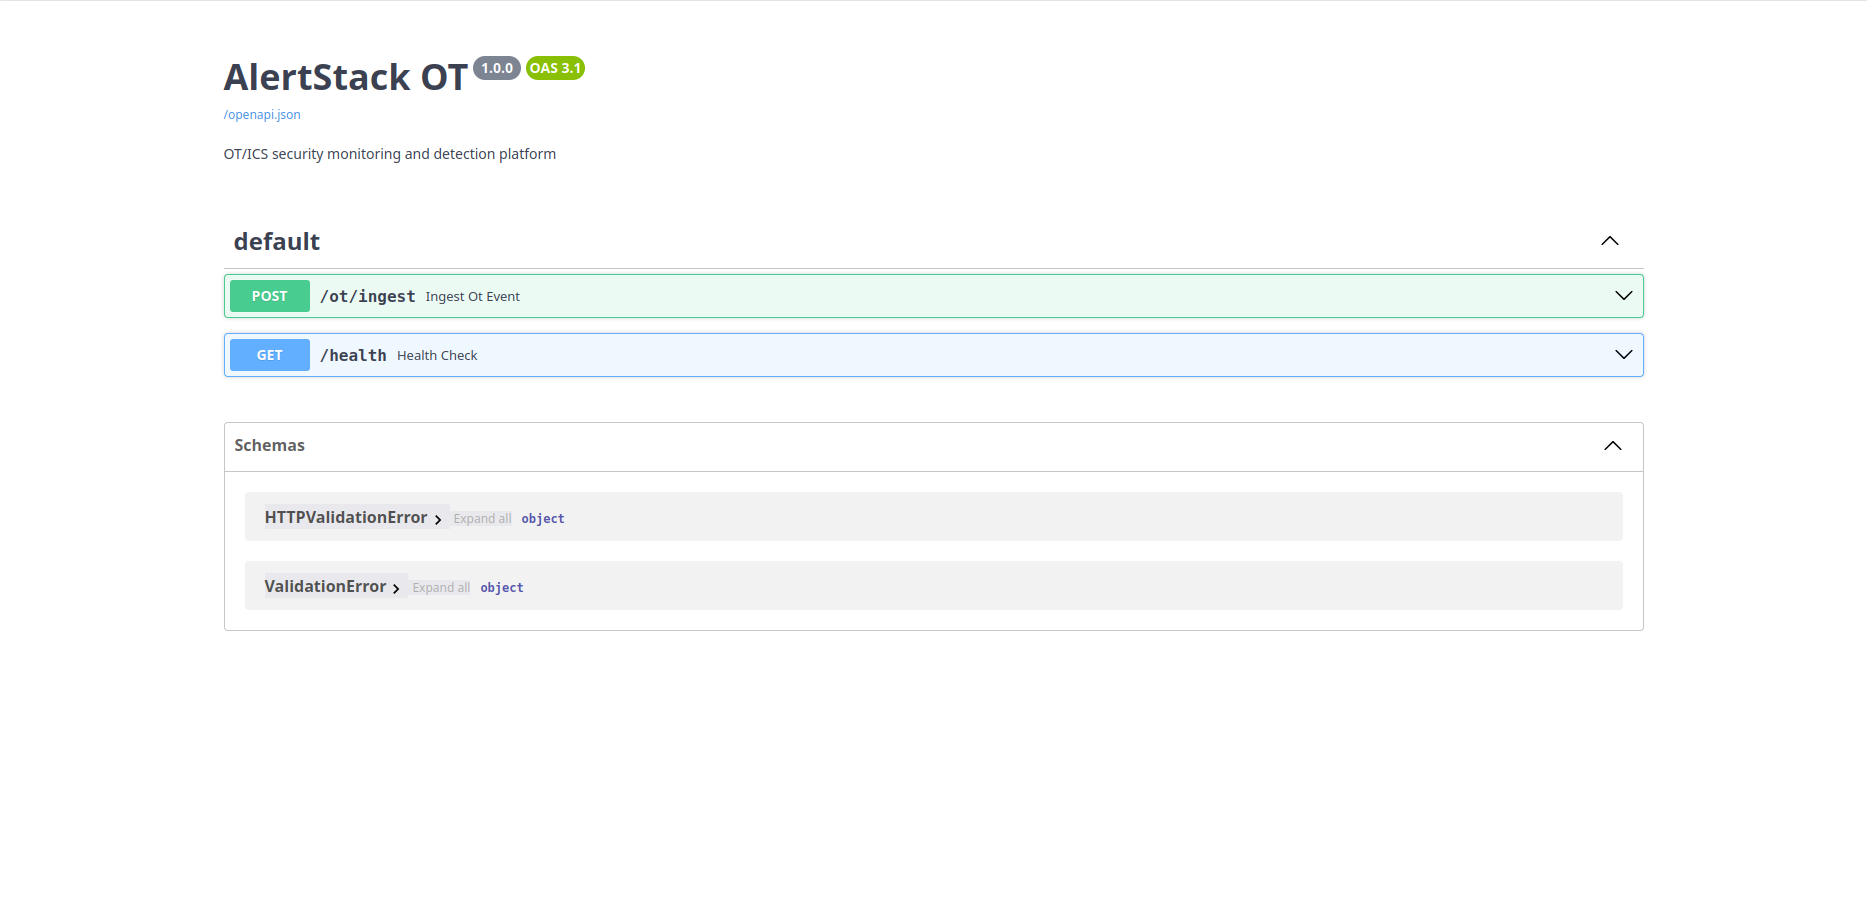 AlertStack OT 1.0.0 OAS 3.1
/openapi.json
OT/ICS security monitoring and detection platform
default
POST /ot/ingest Ingest Ot Event
GET /health Health Check
Schemas
HTTPValidationError Expand all object
ValidationError Expand all object